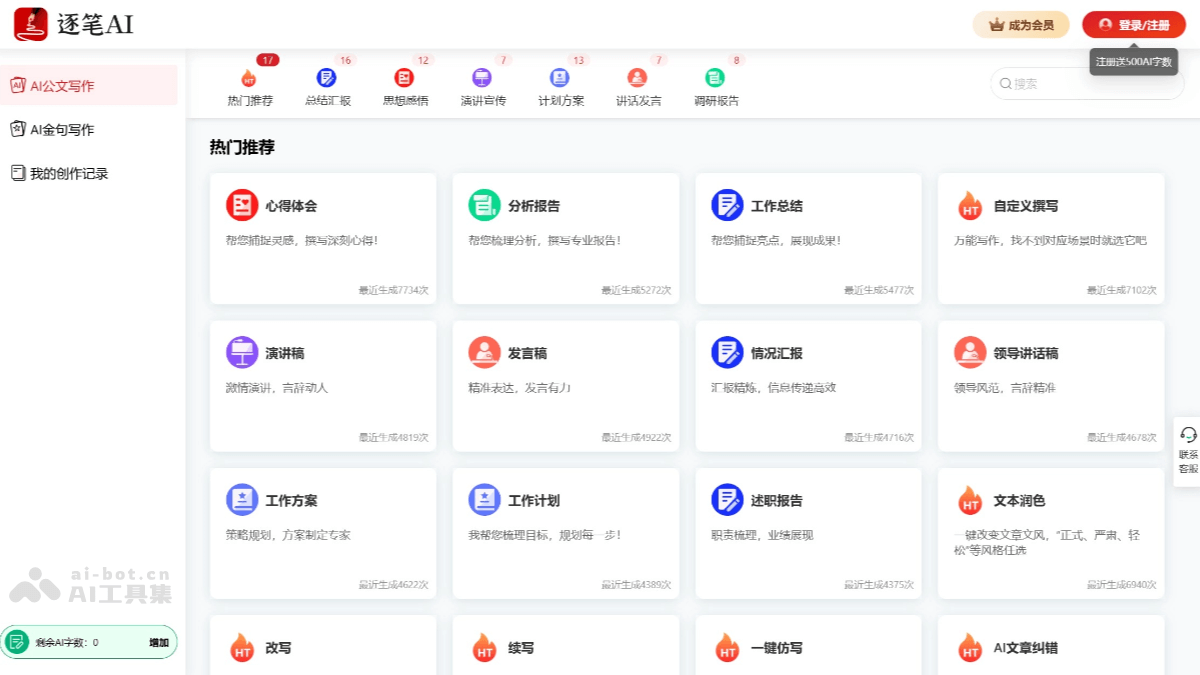 逐笔AI
成为会员
登录/注册
注册送500AI字数
AI公文写作
AI金句写作
我的创作记录
17
热门推荐
16
总结汇报
12
思想感悟
7
演讲宣传
13
计划方案
7
讲话发言
8
调研报告
搜索
热门推荐
心得体会
帮您捕捉灵感，撰写深刻心得！
最近生成7734次
分析报告
帮您梳理分析，撰写专业报告！
最近生成5272次
工作总结
帮您捕捉亮点，展现成果！
最近生成5477次
HT
自定义撰写
万能写作，找不到对应场景时就选它吧
最近生成7102次
演讲稿
激情演讲，言辞动人
最近生成4819次
发言稿
精准表达，发言有力
最近生成4922次
情况汇报
汇报精炼，信息传递高效
最近生成4716次
领导讲话稿
领导风范，言辞精准
最近生成4678次
工作方案
策略规划，方案制定专家
最近生成4622次
工作计划
我帮您梳理目标，规划每一步！
最近生成4389次
述职报告
职责梳理，业绩展现
最近生成4375次
HT
文本润色
一键改变文章文风，“正式、严肃、轻
松”等风格任选
最近生成6940次
HT
改写
HT
续写
HT
一键仿写
HT
AI文章纠错
联系
客服
ai-bot.cn
AI工具集
剩余AI字数：0
增加